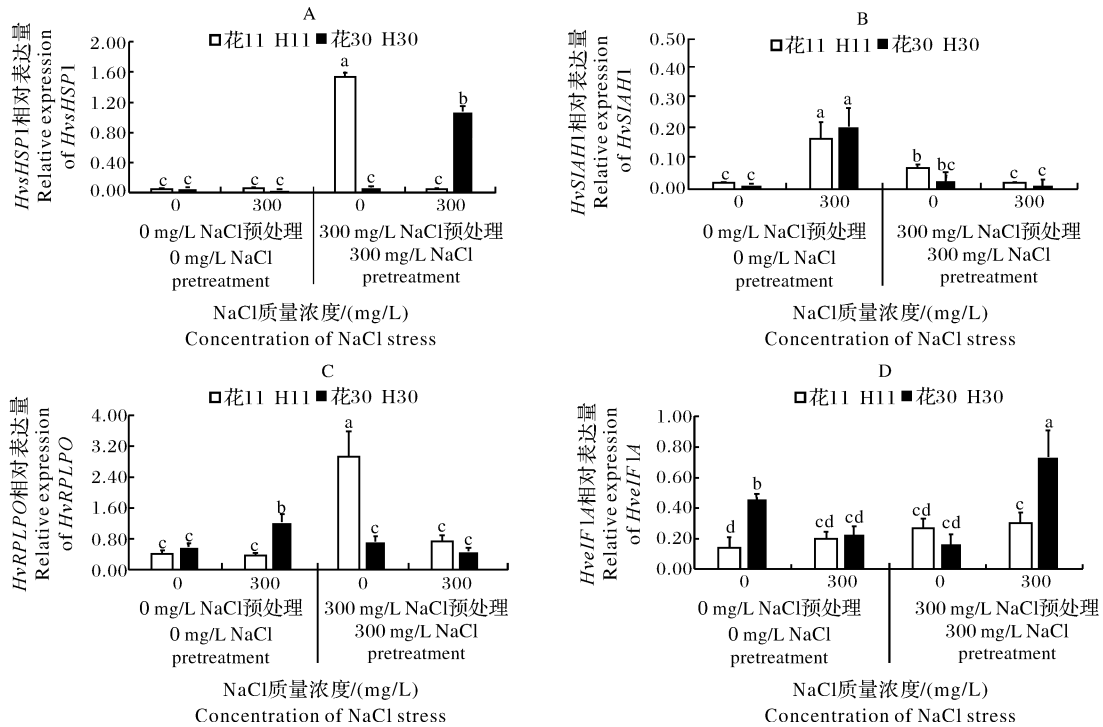 A
花11 H11 花30 H30
HvsHSP1相对表达量
Relative expression
of HvsHSP1
2.00
1.60
1.20
0.80
0.40
0.00
c c c c a c c b
0 300 0 300
0 mg/L NaCl预处理 300 mg/L NaCl预处理
0 mg/L NaCl 300 mg/L NaCl
pretreatment pretreatment
NaCl质量浓度/(mg/L)
Concentration of NaCl stress
B
花11 H11 花30 H30
HvSIAH1相对表达量
Relative expression
of HvSIAH1
0.50
0.40
0.30
0.20
0.10
0.00
c c a a b bc c c
0 300 0 300
0 mg/L NaCl预处理 300 mg/L NaCl预处理
0 mg/L NaCl 300 mg/L NaCl
pretreatment pretreatment
NaCl质量浓度/(mg/L)
Concentration of NaCl stress
C
花11 H11 花30 H30
HvRPLPO相对表达量
Relative expression
of HvRPLPO
4.00
3.20
2.40
1.60
0.80
0.00
c c c b a c c c
0 300 0 300
0 mg/L NaCl预处理 300 mg/L NaCl预处理
0 mg/L NaCl 300 mg/L NaCl
pretreatment pretreatment
NaCl质量浓度/(mg/L)
Concentration of NaCl stress
D
花11 H11 花30 H30
HveIF1A相对表达量
Relative expression
of HveIF1A
1.00
0.80
0.60
0.40
0.20
0.00
d b cd cd cd cd c a
0 300 0 300
0 mg/L NaCl预处理 300 mg/L NaCl预处理
0 mg/L NaCl 300 mg/L NaCl
pretreatment pretreatment
NaCl质量浓度/(mg/L)
Concentration of NaCl stress